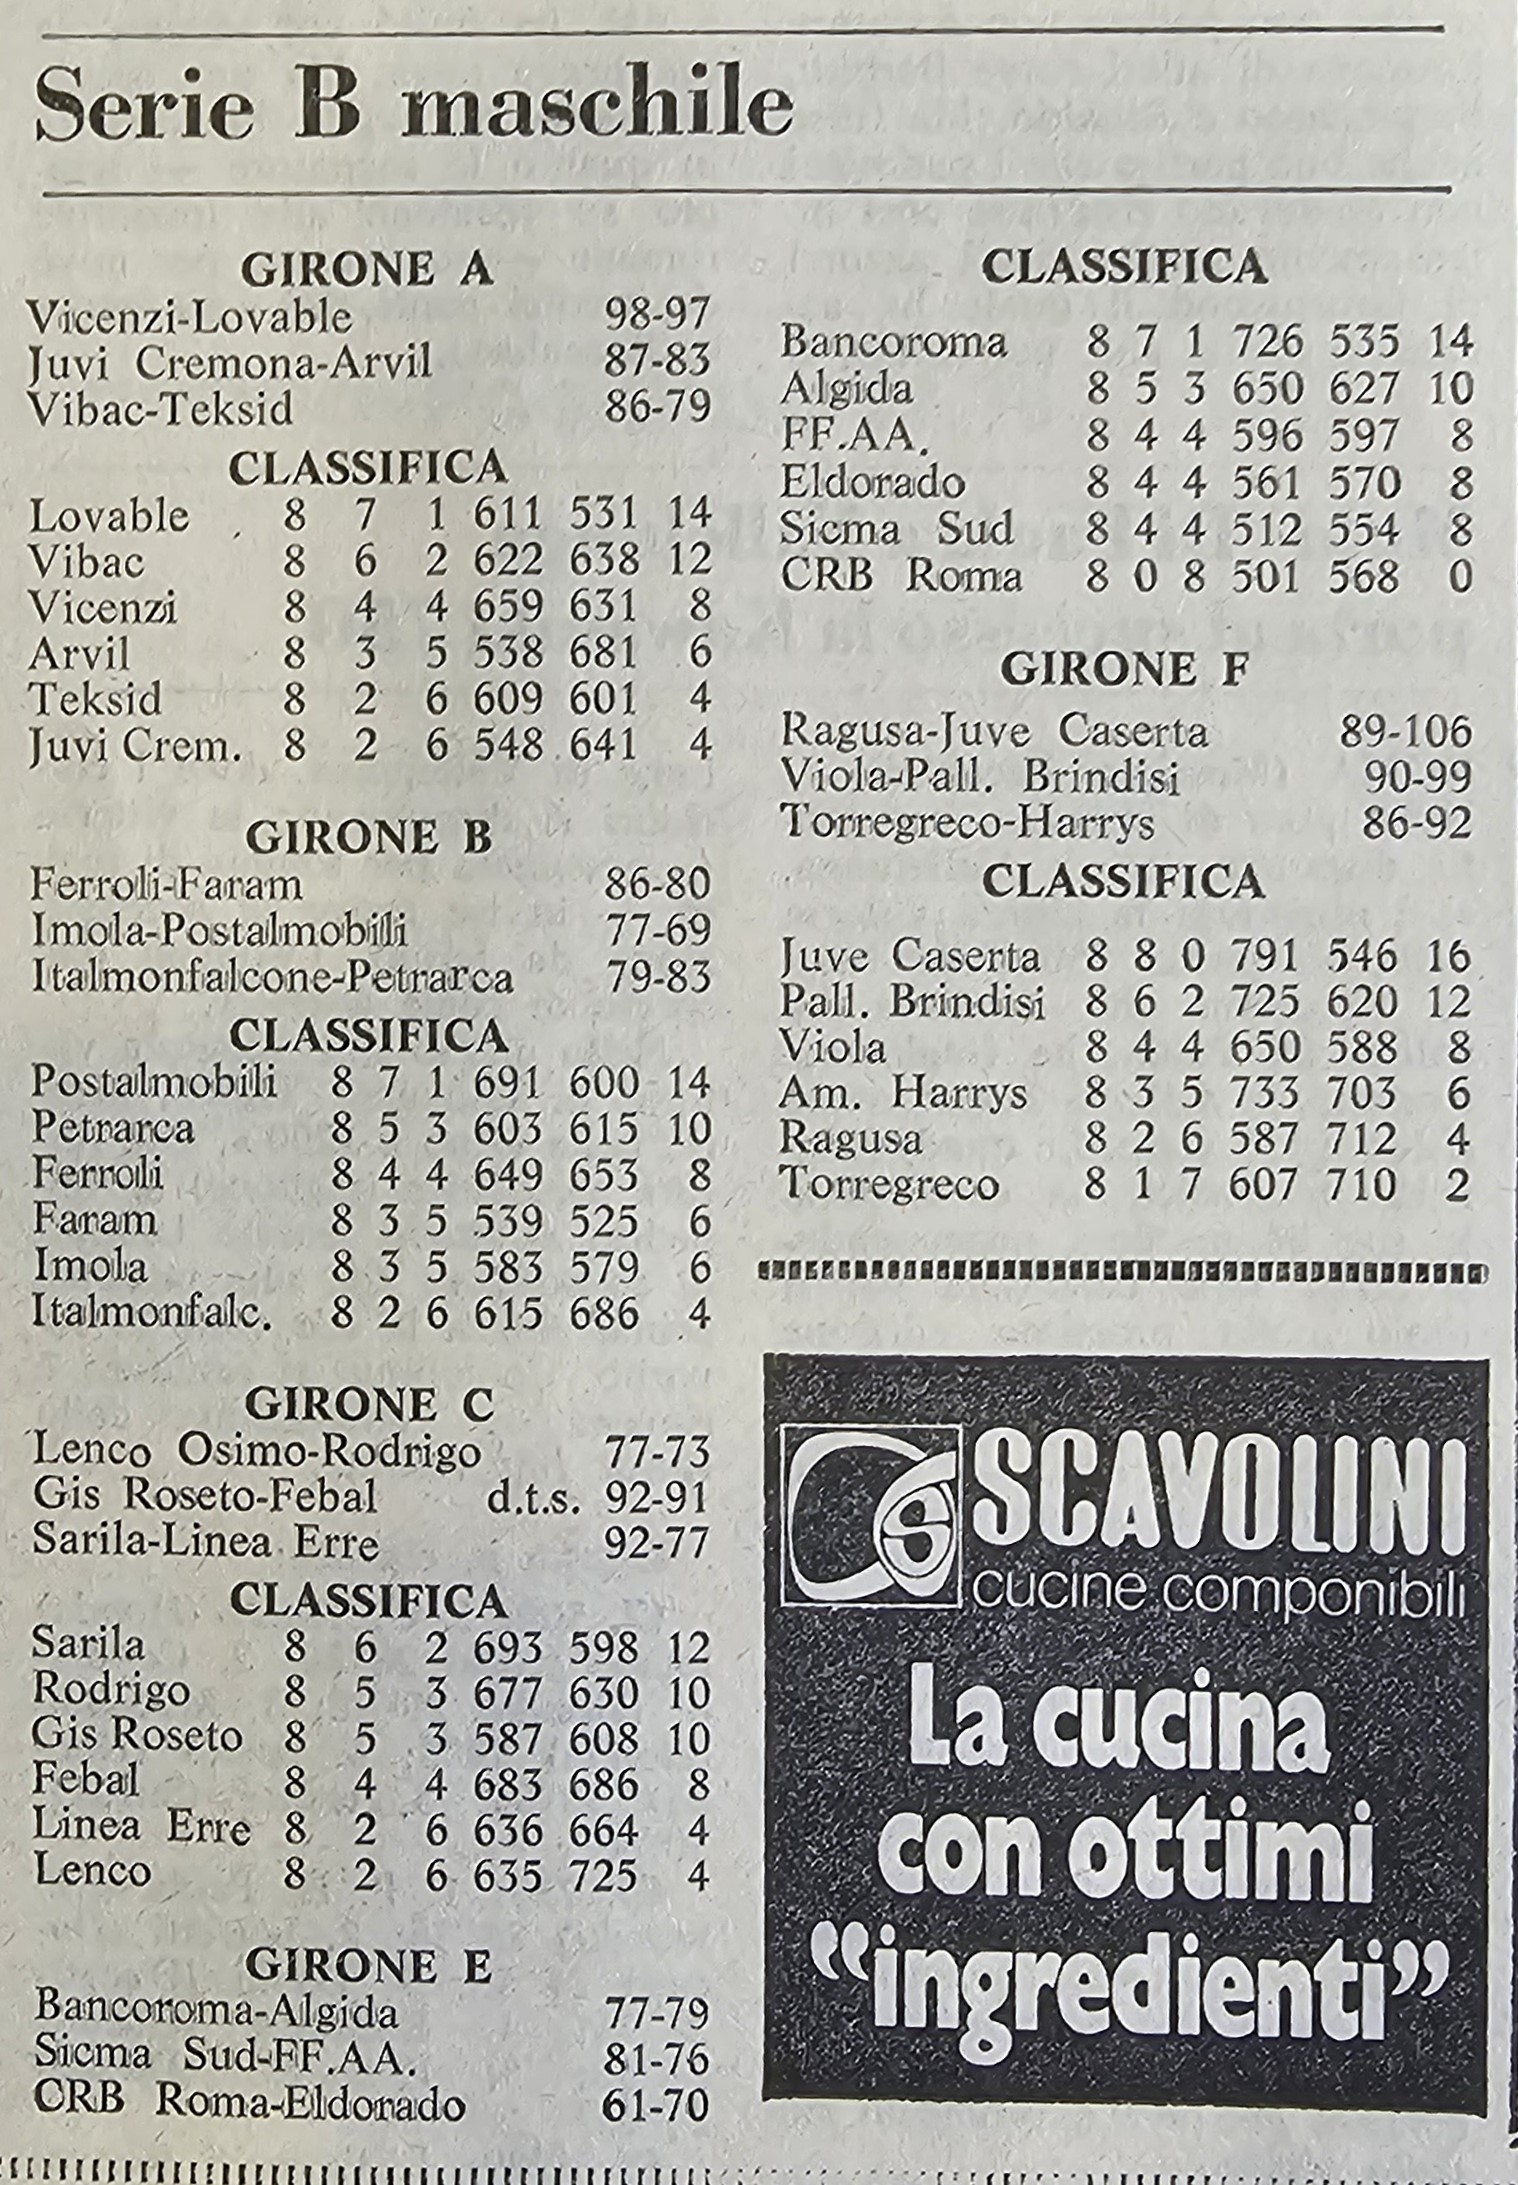 Serie B maschile
GIRONE A
Vicenzi-Lovable 98-97
Juvi Cremona-Arvil 87-83
Vibac-Teksid 86-79
CLASSIFICA
Lovable 8 7 1 611 531 14
Vibac 8 6 2 622 638 12
Vicenzi 8 4 4 659 631 8
Arvil 8 3 5 538 681 6
Teksid 8 2 6 609 601 4
Juvi Crem. 8 2 6 548 641 4
GIRONE B
Ferroli-Faram 86-80
Imola-Postalmobili 77-69
Italmonfalcone-Petrarca 79-83
CLASSIFICA
Postalmobili 8 7 1 691 600 14
Petrarca 8 5 3 603 615 10
Ferroli 8 4 4 649 653 8
Faram 8 3 5 539 525 6
Imola 8 3 5 583 579 6
Italmonfalc. 8 2 6 615 686 4
GIRONE C
Lenco Osimo-Rodrigo 77-73
Gis Roseto-Febal d.t.s. 92-91
Sarila-Linea Erre 92-77
CLASSIFICA
Sarila 8 6 2 693 598 12
Rodrigo 8 5 3 677 630 10
Gis Roseto 8 5 3 587 608 10
Febal 8 4 4 683 686 8
Linea Erre 8 2 6 636 664 4
Lenco 8 2 6 635 725 4
GIRONE E
Bancoroma-Algida 77-79
Sicma Sud-FF.AA. 81-76
CRB Roma-Eldorado 61-70
CLASSIFICA
Bancoroma 8 7 1 726 535 14
Algida 8 5 3 650 627 10
FF.AA. 8 4 4 596 597 8
Eldorado 8 4 4 561 570 8
Sicma Sud 8 4 4 512 554 8
CRB Roma 8 0 8 501 568 0
GIRONE F
Ragusa-Juve Caserta 89-106
Viola-Pall. Brindisi 90-99
Torregreco-Harrys 86-92
CLASSIFICA
Juve Caserta 8 8 0 791 546 16
Pall. Brindisi 8 6 2 725 620 12
Viola 8 4 4 650 588 8
Am. Harrys 8 3 5 733 703 6
Ragusa 8 2 6 587 712 4
Torregreco 8 1 7 607 710 2
SCAVOLINI
cucine componibili
La cucina
con ottimi
“ingredienti”